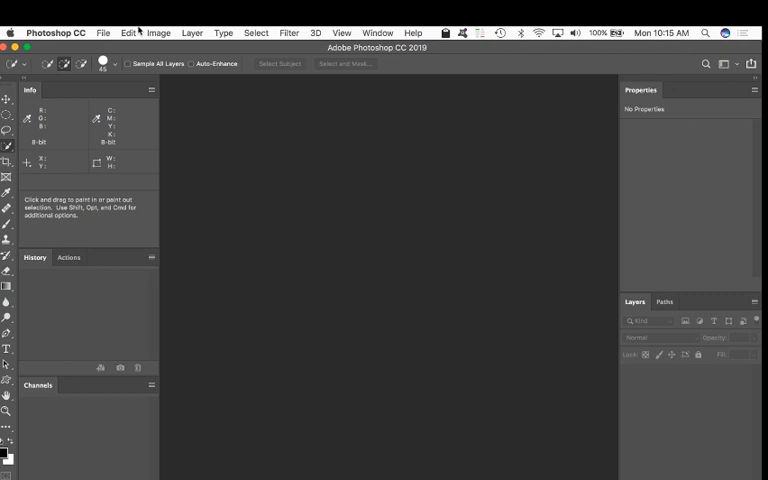 Photoshop CC File Edit Image Layer Type Select Filter 3D View Window Help 100% Mon 10:15 AM
Adobe Photoshop CC 2019
46 Sample All Layers Auto-Enhance Select Subject Select and Mask...
Info
R: C:
G: M:
B: Y:
K:
8-bit 8-bit
X: W:
Y: H:
Click and drag to paint in or paint out
selection. Use Shift, Opt, and Cmd for
additional options.
History Actions
Channels
Properties
No Properties
Layers Paths
Kind
Normal Opacity:
Lock: Fill: